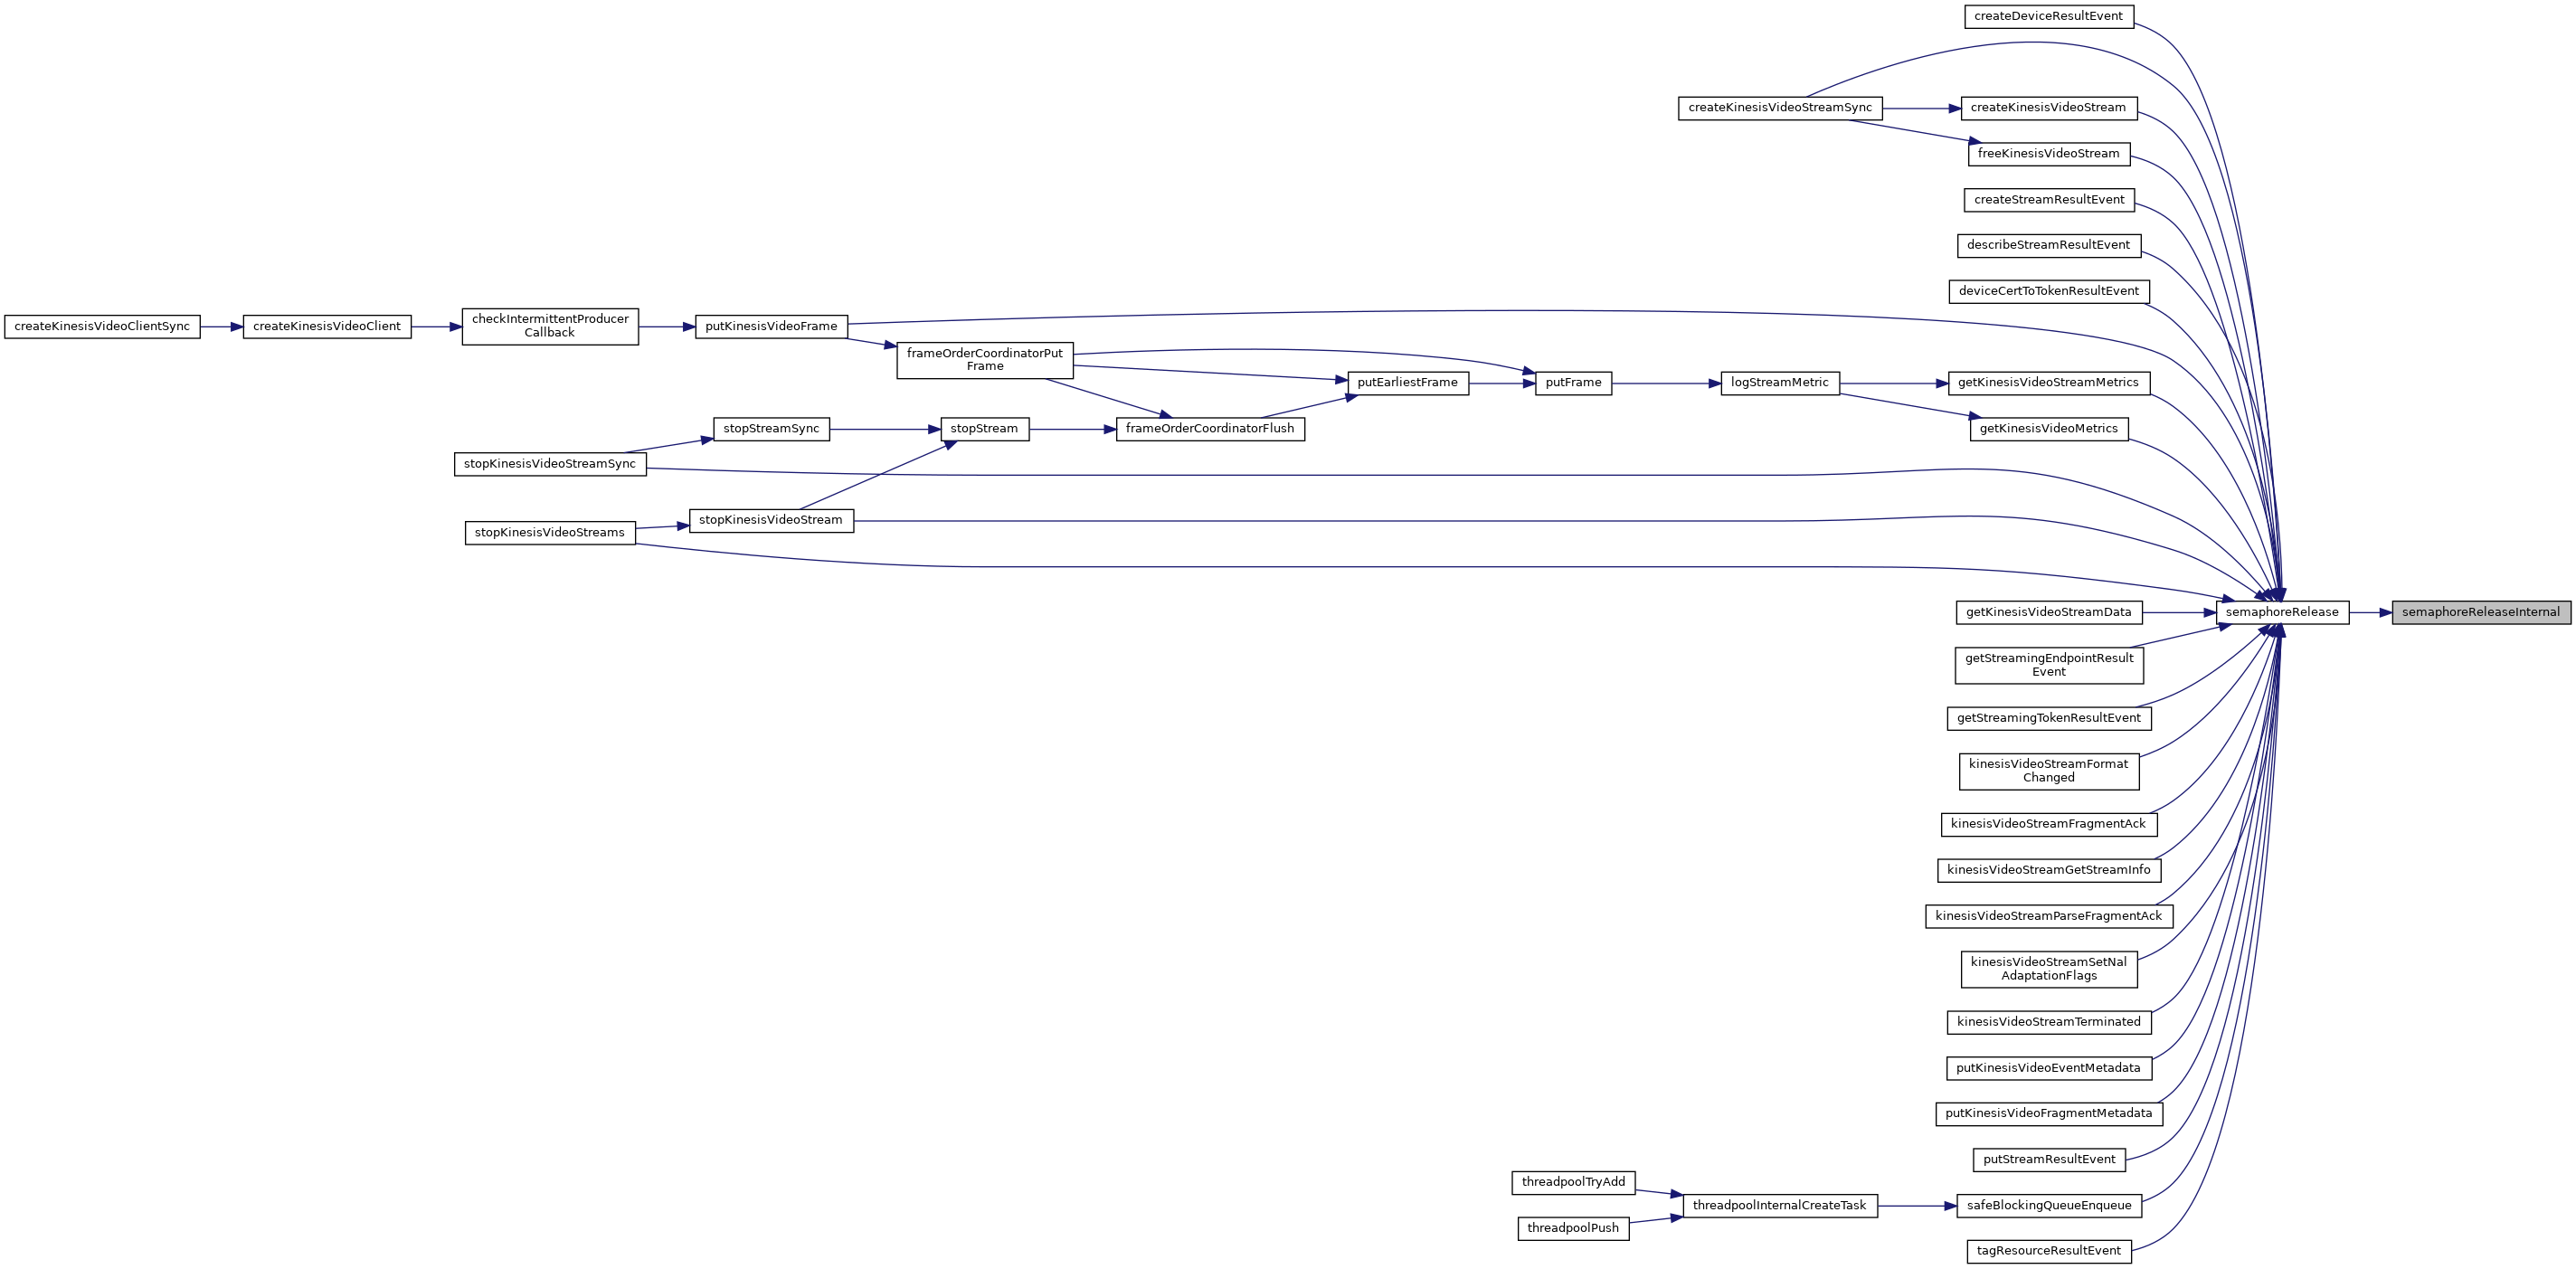 createDeviceResultEvent
createKinesisVideoStreamSync
createKinesisVideoStream
freeKinesisVideoStream
createStreamResultEvent
describeStreamResultEvent
deviceCertToTokenResultEvent
createKinesisVideoClientSync
createKinesisVideoClient
checkIntermittentProducer
Callback
putKinesisVideoFrame
frameOrderCoordinatorPut
Frame
putEarliestFrame
putFrame
logStreamMetric
getKinesisVideoStreamMetrics
stopStreamSync
stopStream
frameOrderCoordinatorFlush
getKinesisVideoMetrics
stopKinesisVideoStreamSync
stopKinesisVideoStream
stopKinesisVideoStreams
getKinesisVideoStreamData
semaphoreRelease
semaphoreReleaseInternal
getStreamingEndpointResult
Event
getStreamingTokenResultEvent
kinesisVideoStreamFormat
Changed
kinesisVideoStreamFragmentAck
kinesisVideoStreamGetStreamInfo
kinesisVideoStreamParseFragmentAck
kinesisVideoStreamSetNal
AdaptationFlags
kinesisVideoStreamTerminated
putKinesisVideoEventMetadata
putKinesisVideoFragmentMetadata
putStreamResultEvent
threadpoolTryAdd
threadpoolInternalCreateTask
safeBlockingQueueEnqueue
threadpoolPush
tagResourceResultEvent